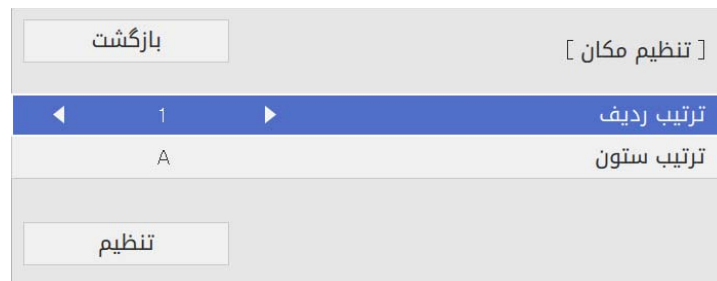 [ تنظیم مکان ]
بازگشت
ترتیب ردیف 1
ترتیب ستون A
تنظیم